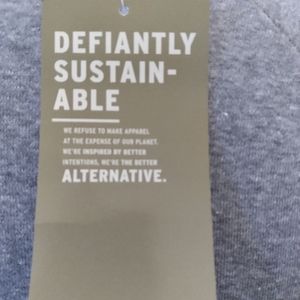 DEFIANTLY
SUSTAIN-
ABLE
WE REFUSE TO MAKE APPAREL
AT THE EXPENSE OF OUR PLANET.
WE'RE INSPIRED BY BETTER
INTENTIONS, WE'RE THE BETTER
ALTERNATIVE.